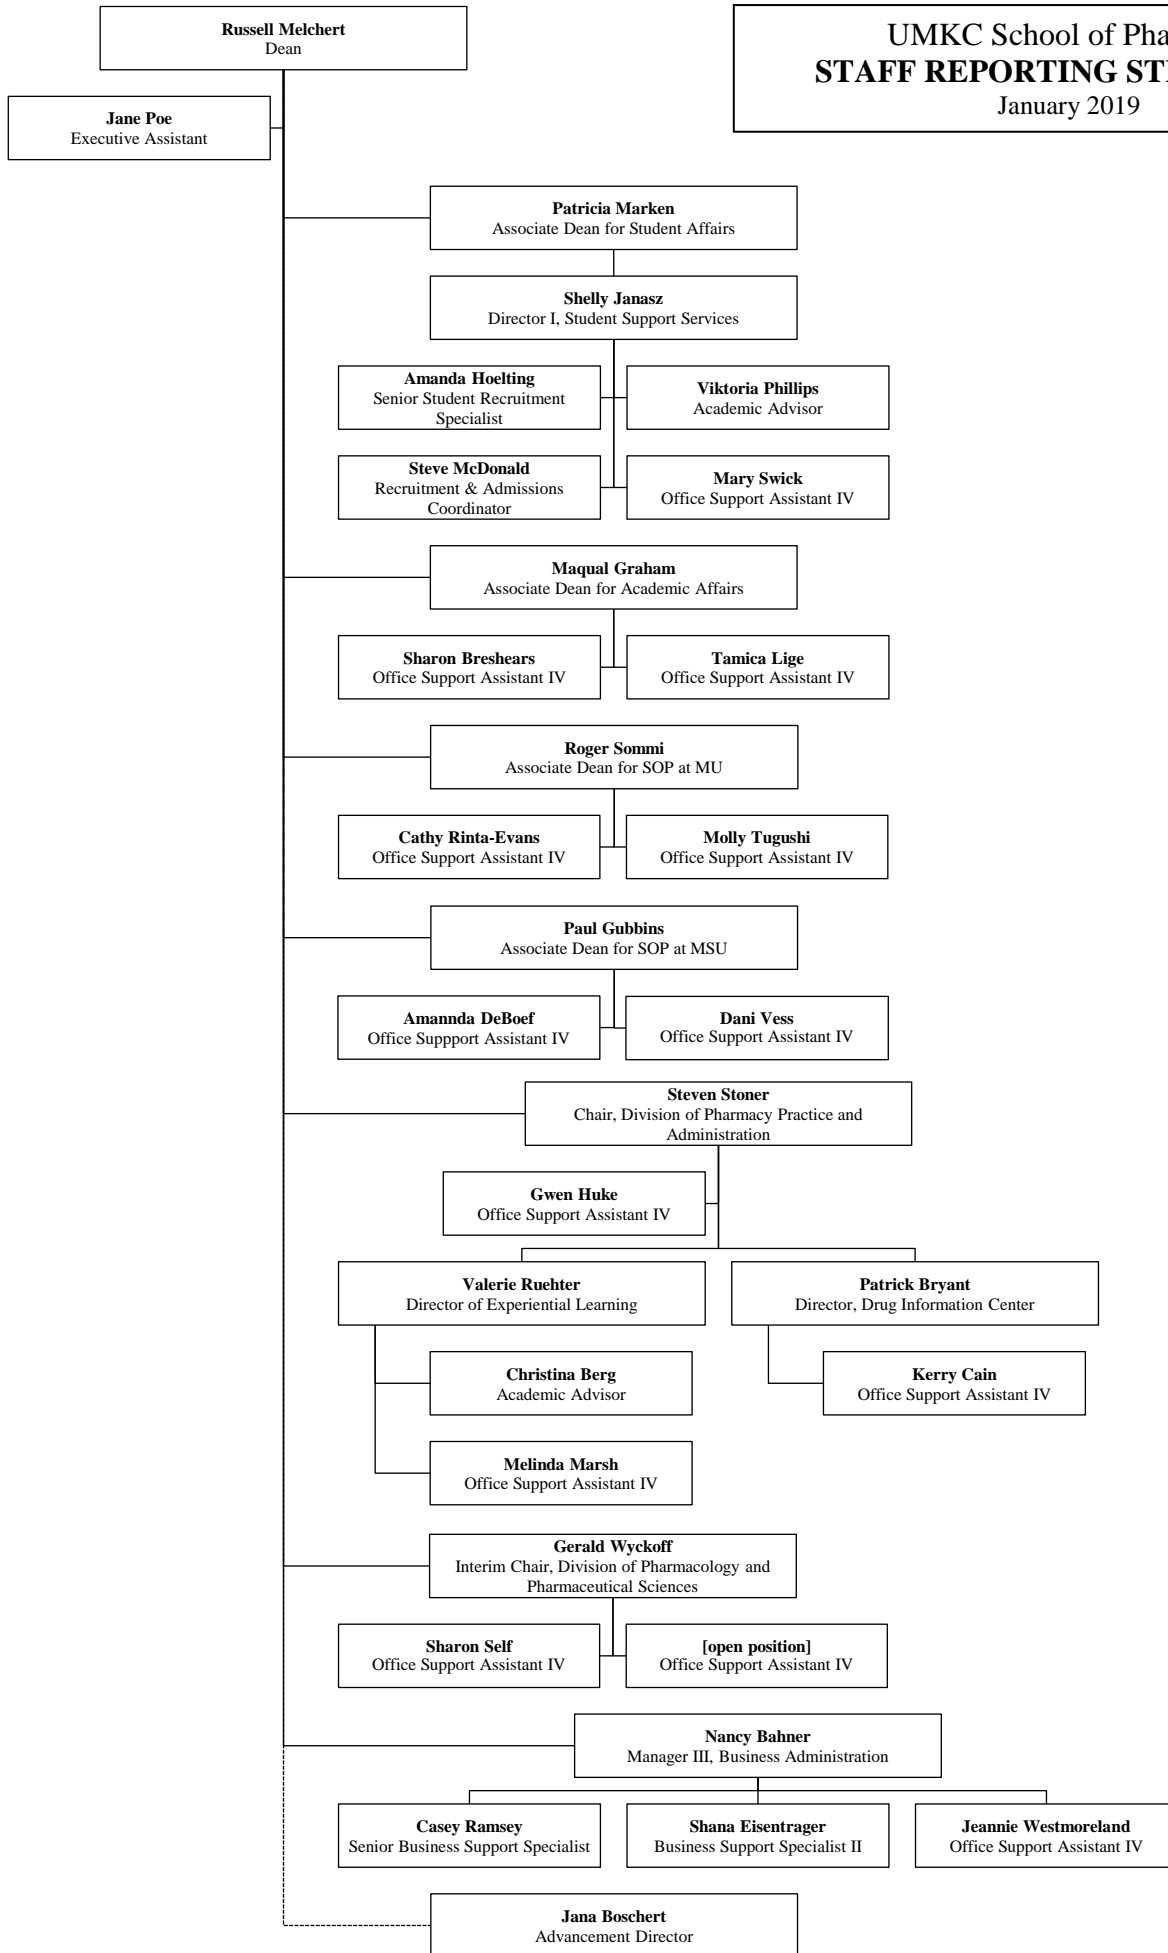 Russell Melchert
Dean
UMKC School of Pha
STAFF REPORTING ST
January 2019
Jane Poe
Executive Assistant
Patricia Marken
Associate Dean for Student Affairs
Shelly Janasz
Director I, Student Support Services
Amanda Hoelting
Senior Student Recruitment
Specialist
Viktoria Phillips
Academic Advisor
Steve McDonald
Recruitment & Admissions
Coordinator
Mary Swick
Office Support Assistant IV
Maqual Graham
Associate Dean for Academic Affairs
Sharon Breshears
Office Support Assistant IV
Tamica Lige
Office Support Assistant IV
Roger Sommi
Associate Dean for SOP at MU
Cathy Rinta-Evans
Office Support Assistant IV
Molly Tugushi
Office Support Assistant IV
Paul Gubbins
Associate Dean for SOP at MSU
Amannda DeBoef
Office Suppport Assistant IV
Dani Vess
Office Support Assistant IV
Steven Stoner
Chair, Division of Pharmacy Practice and
Administration
Gwen Huke
Office Support Assistant IV
Valerie Ruehter
Director of Experiential Learning
Patrick Bryant
Director, Drug Information Center
Christina Berg
Academic Advisor
Kerry Cain
Office Support Assistant IV
Melinda Marsh
Office Support Assistant IV
Gerald Wyckoff
Interim Chair, Division of Pharmacology and
Pharmaceutical Sciences
Sharon Self
Office Support Assistant IV
[open position]
Office Support Assistant IV
Nancy Bahner
Manager III, Business Administration
Casey Ramsey
Senior Business Support Specialist
Shana Eisentrager
Business Support Specialist II
Jeannie Westmoreland
Office Support Assistant IV
Jana Boschert
Advancement Director